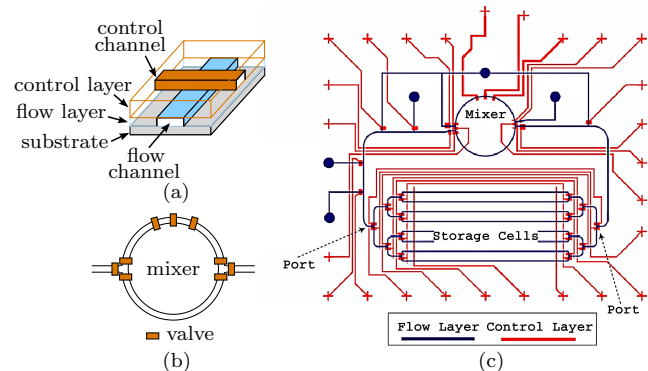 control
channel
control layer
flow layer
substrate
flow
channel
(a)
mixer
valve
(b)
Mixer
Storage Cells
Port
Port
Flow Layer Control Layer
(c)